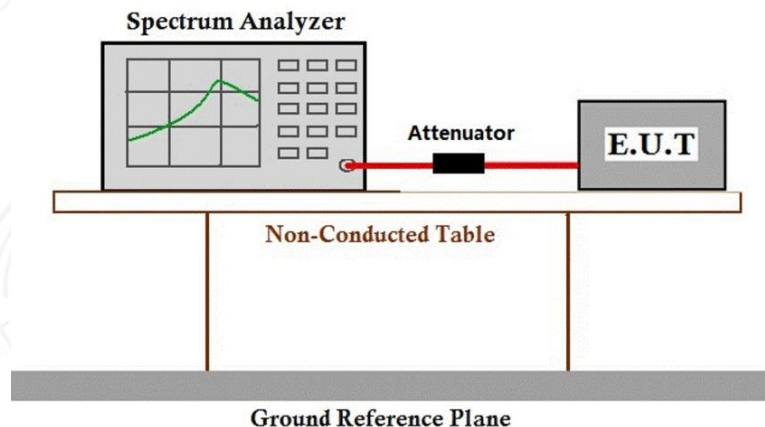 Spectrum Analyzer
Attenuator
E.U.T
Non-Conducted Table
Ground Reference Plane